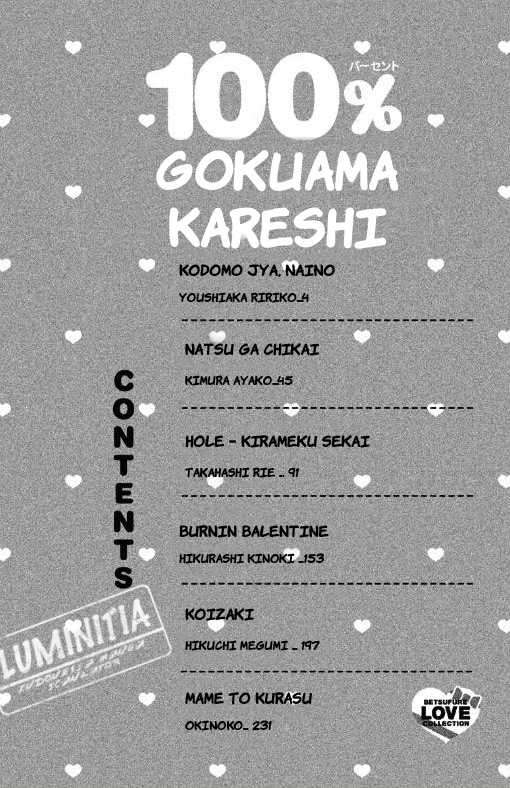 100%
パーセント
GOKUAMA
KARESHI
CONTENTS
KODOMO JYA, NAINO
YOUSHIAKA RIRIKO_4
NATSU GA CHIKAI
KIMURA AYAKO_45
HOLE - KIRAMEKU SEKAI
TAKAHASHI RIE _ 91
BURNIN BALENTINE
HIKURASHI KINOKI _153
KOIZAKI
HIKUCHI MEGUMI _ 197
MAME TO KURASU
OKINOKO_ 231
LUMINITIA
BETSUFURE
LOVE
COLLECTION